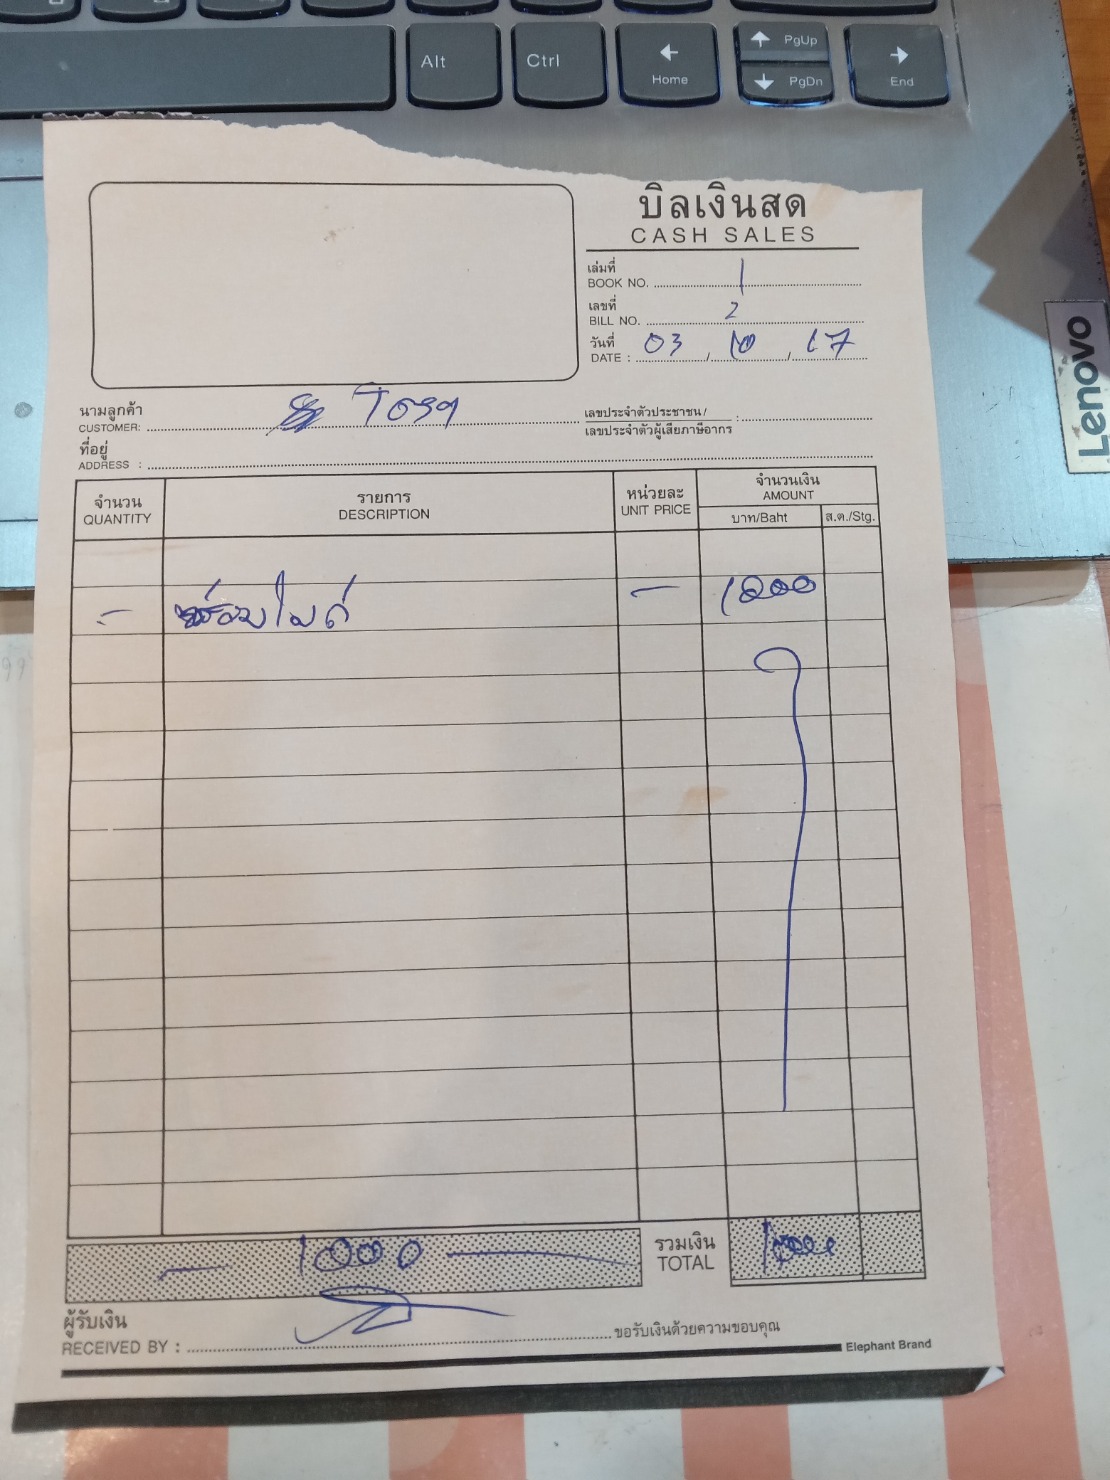 Alt Ctrl Home PgUp PgDn End
Lenovo
บิลเงินสด
CASH SALES
เล่มที่
BOOK NO. 1
เลขที่
BILL NO. 2
วันที่
DATE : 03, 10, 17
นามลูกค้า
CUSTOMER:
เลขประจำตัวประชาชน /
เลขประจำตัวผู้เสียภาษีอากร :
ที่อยู่
ADDRESS :
จำนวน รายการ หน่วยละ จำนวนเงิน
QUANTITY DESCRIPTION UNIT PRICE AMOUNT
บาท/Baht ส.ต./Stg.
- ซ่อมไมค์ - 1000
- 1000 - รวมเงิน 1000
TOTAL
ผู้รับเงิน
RECEIVED BY : ขอรับเงินด้วยความขอบคุณ
Elephant Brand